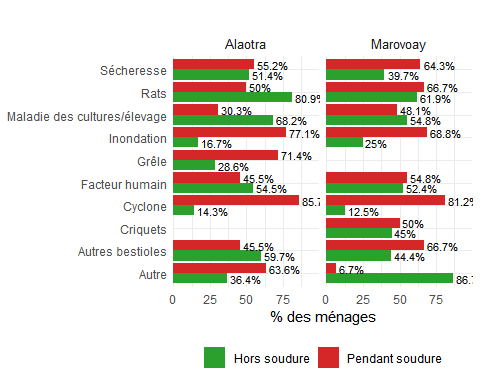 Alaotra Marovoay
Sécheresse 55.2% 51.4% 64.3% 39.7%
Rats 50% 80.9% 66.7% 61.9%
Maladie des cultures/élevage 30.3% 68.2% 48.1% 54.8%
Inondation 77.1% 16.7% 68.8% 25%
Grêle 71.4% 28.6%
Facteur humain 45.5% 54.5% 54.8% 52.4%
Cyclone 85.7 14.3% 81.2% 12.5%
Criquets 50% 45%
Autres bestioles 45.5% 59.7% 66.7% 44.4%
Autre 63.6% 36.4% 6.7% 86.7
0 25 50 75 0 25 50 75
% des ménages
Hors soudure Pendant soudure